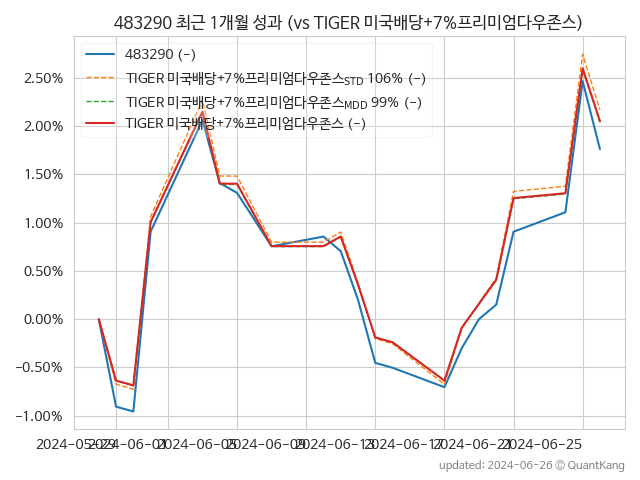 483290 최근 1개월 성과 (vs TIGER 미국배당+7%프리미엄다우존스)
483290 (−)
TIGER 미국배당+7%프리미엄다우존스STD 106% (−)
TIGER 미국배당+7%프리미엄다우존스MDD 99% (−)
TIGER 미국배당+7%프리미엄다우존스 (−)
2.50%
2.00%
1.50%
1.00%
0.50%
0.00%
−0.50%
−1.00%
2024-05-29 2024-06-01 2024-06-05 2024-06-09 2024-06-13 2024-06-17 2024-06-21 2024-06-25
updated: 2024-06-26 © QuantKang